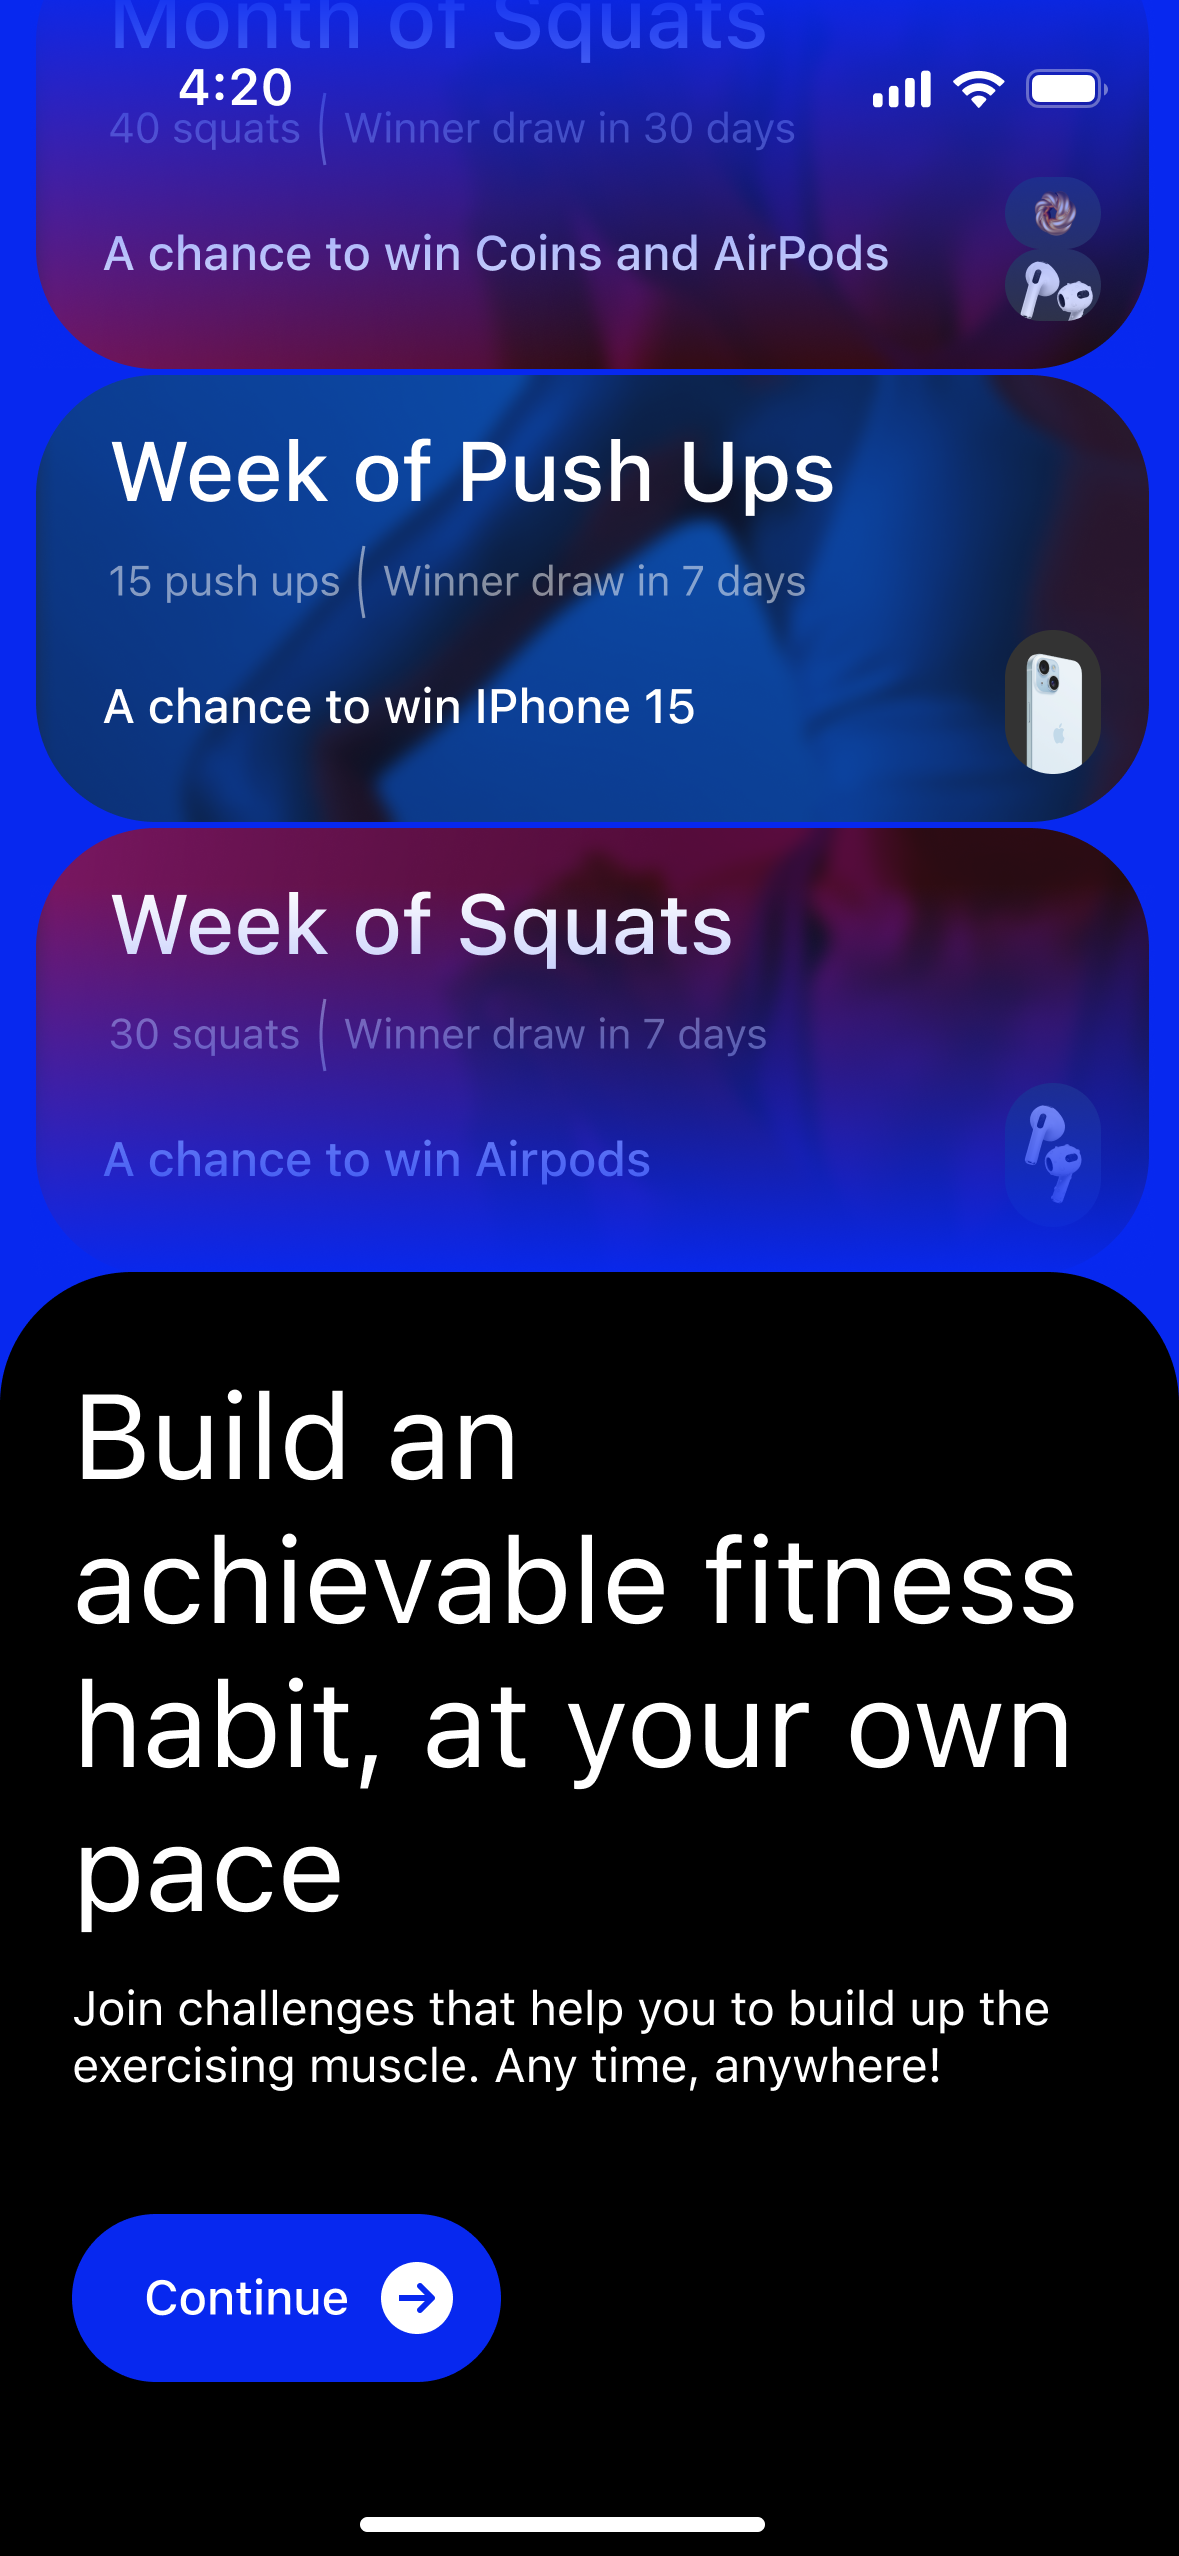 Month of Squats
4:20
40 squats ( Winner draw in 30 days
A chance to win Coins and AirPods
Week of Push Ups
15 push ups ( Winner draw in 7 days
A chance to win IPhone 15
Week of Squats
30 squats ( Winner draw in 7 days
A chance to win Airpods
Build an
achievable fitness
habit, at your own
pace
Join challenges that help you to build up the
exercising muscle. Any time, anywhere!
Continue